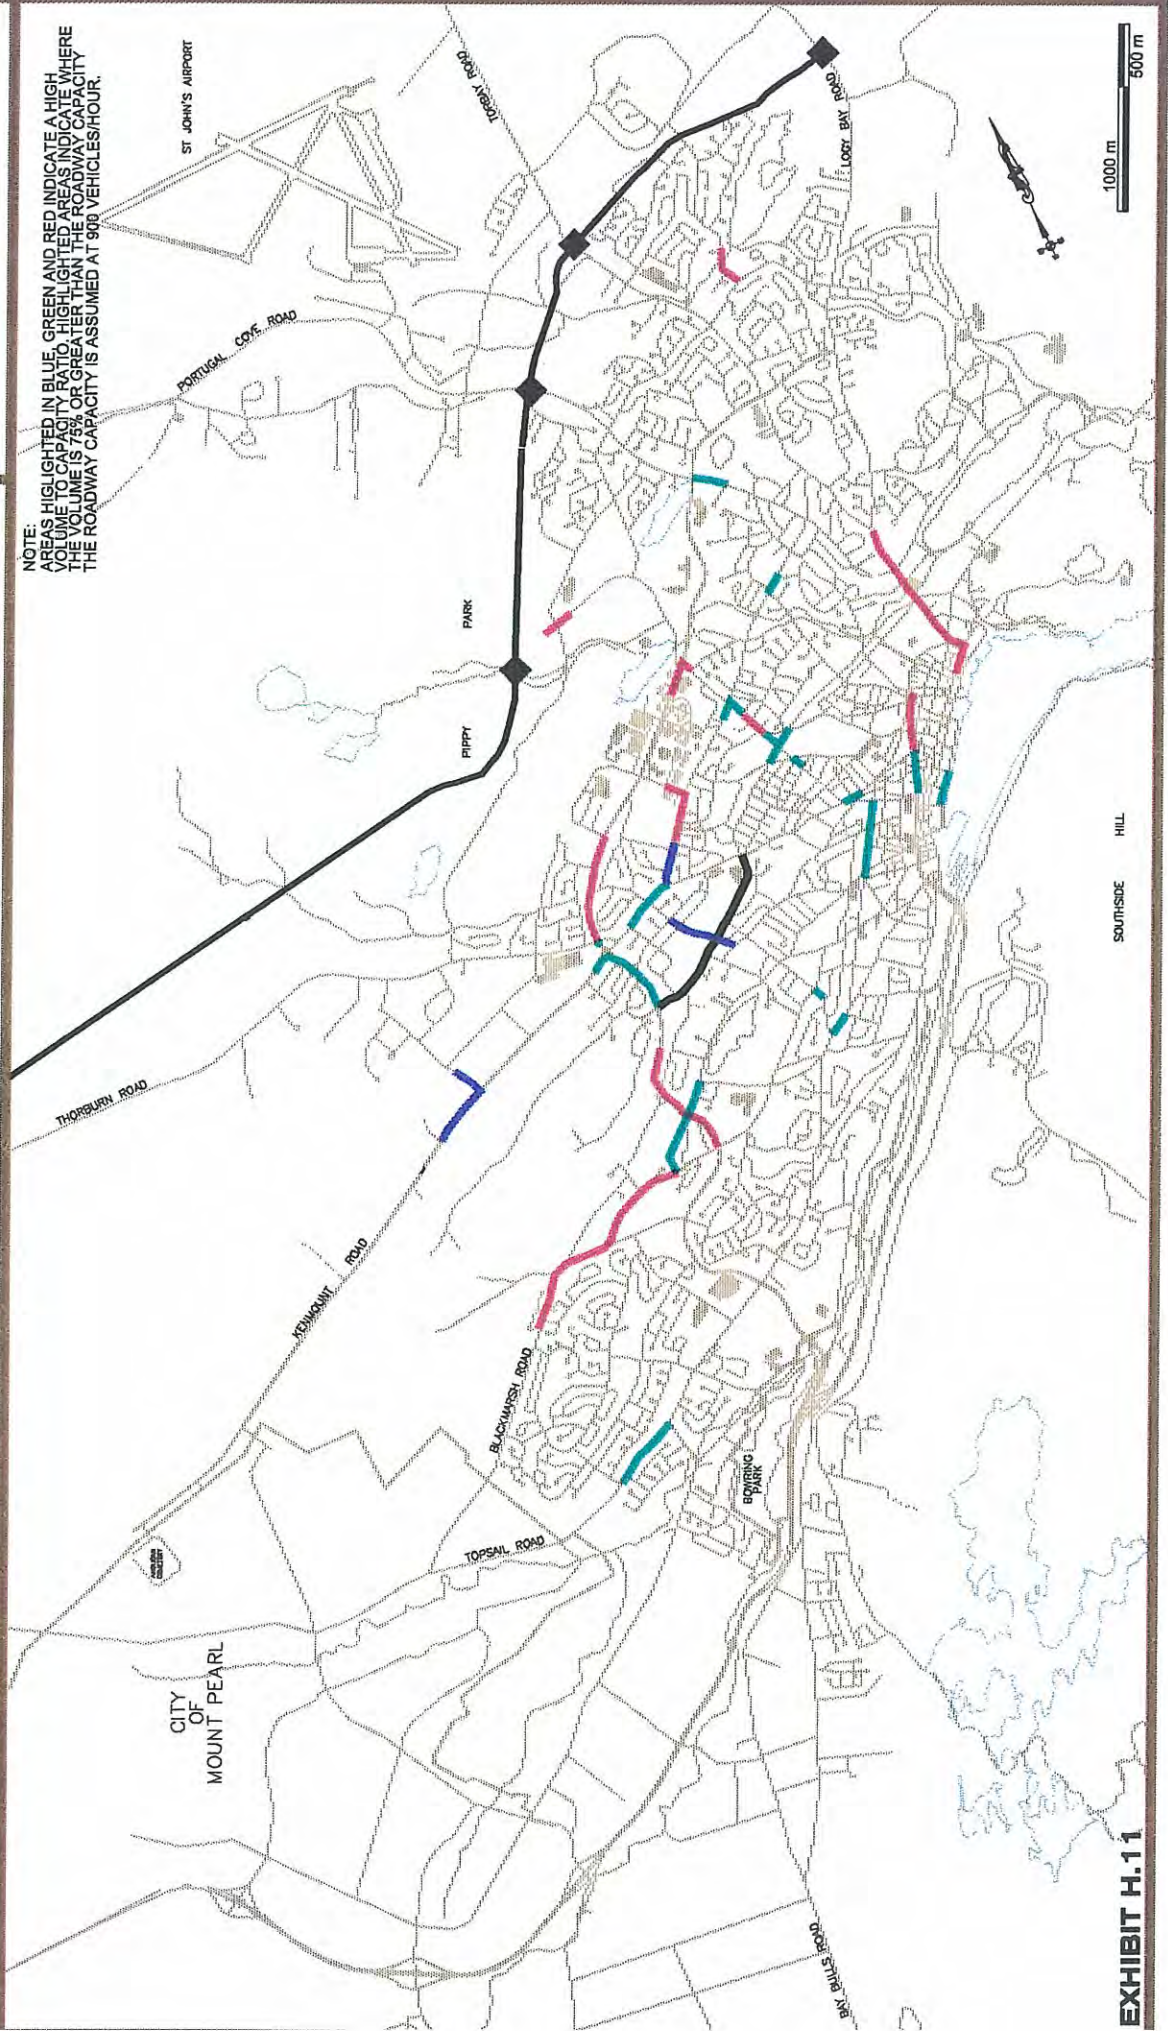 NOTE:
AREAS HIGLIGHTED IN BLUE, GREEN AND RED INDICATE A HIGH
VOLUME TO CAPACITY RATIO. HIGHLIGHTED AREAS INDICATE WHERE
THE VOLUME IS 75% OR GREATER THAN THE ROADWAY CAPACITY
THE ROADWAY CAPACITY IS ASSUMED AT 900 VEHICLES/HOUR.
ST JOHN'S AIRPORT
TORBAY ROAD
LOGY BAY ROAD
1000 m
500 m
PORTUGAL COVE ROAD
PIPPY PARK
SOUTHSIDE HILL
THORBURN ROAD
KENMOUNT ROAD
BLACKMARSH ROAD
BOWRING
PARK
TOPSAIL ROAD
CITY
OF
MOUNT PEARL
BAY BULLS ROAD
EXHIBIT H.11